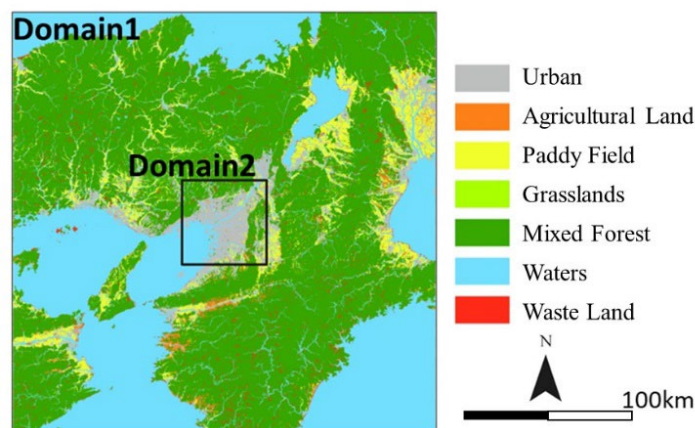 Domain1
Domain2
Urban
Agricultural Land
Paddy Field
Grasslands
Mixed Forest
Waters
Waste Land
N
100km